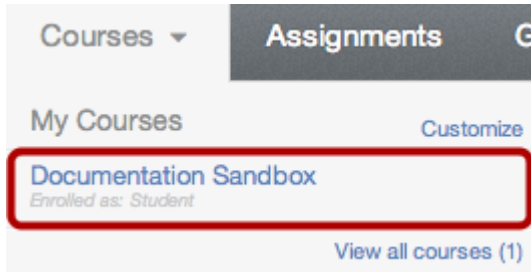 Courses Assignments G
My Courses Customize
Documentation Sandbox
Enrolled as: Student
View all courses (1)